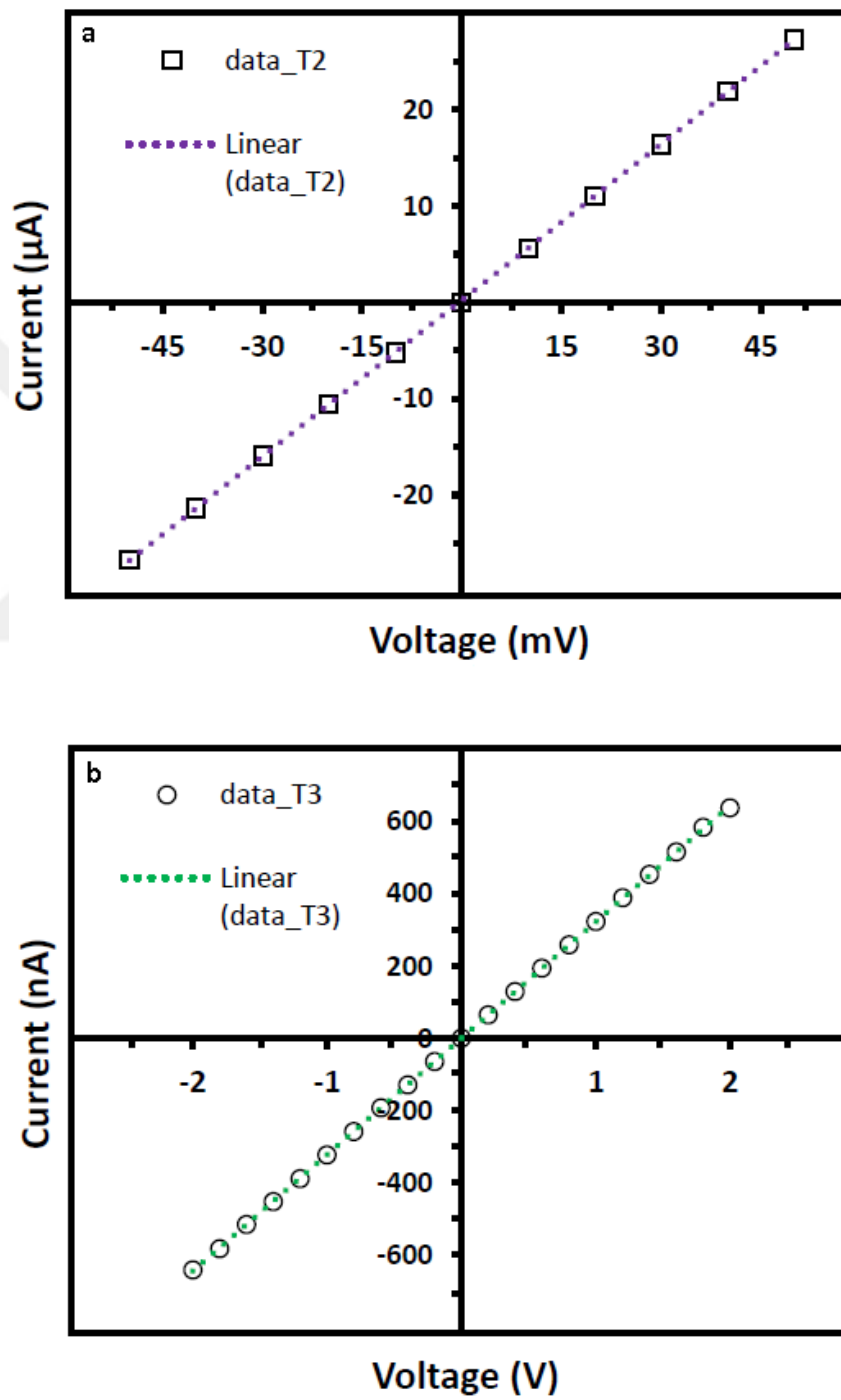 a
data_T2
Linear
(data_T2)
20
10
-45 -30 -15 15 30 45
-10
-20
Current (µA)
Voltage (mV)
b
data_T3
Linear
(data_T3)
600
400
200
0
-2 -1 1 2
-200
-400
-600
Current (nA)
Voltage (V)